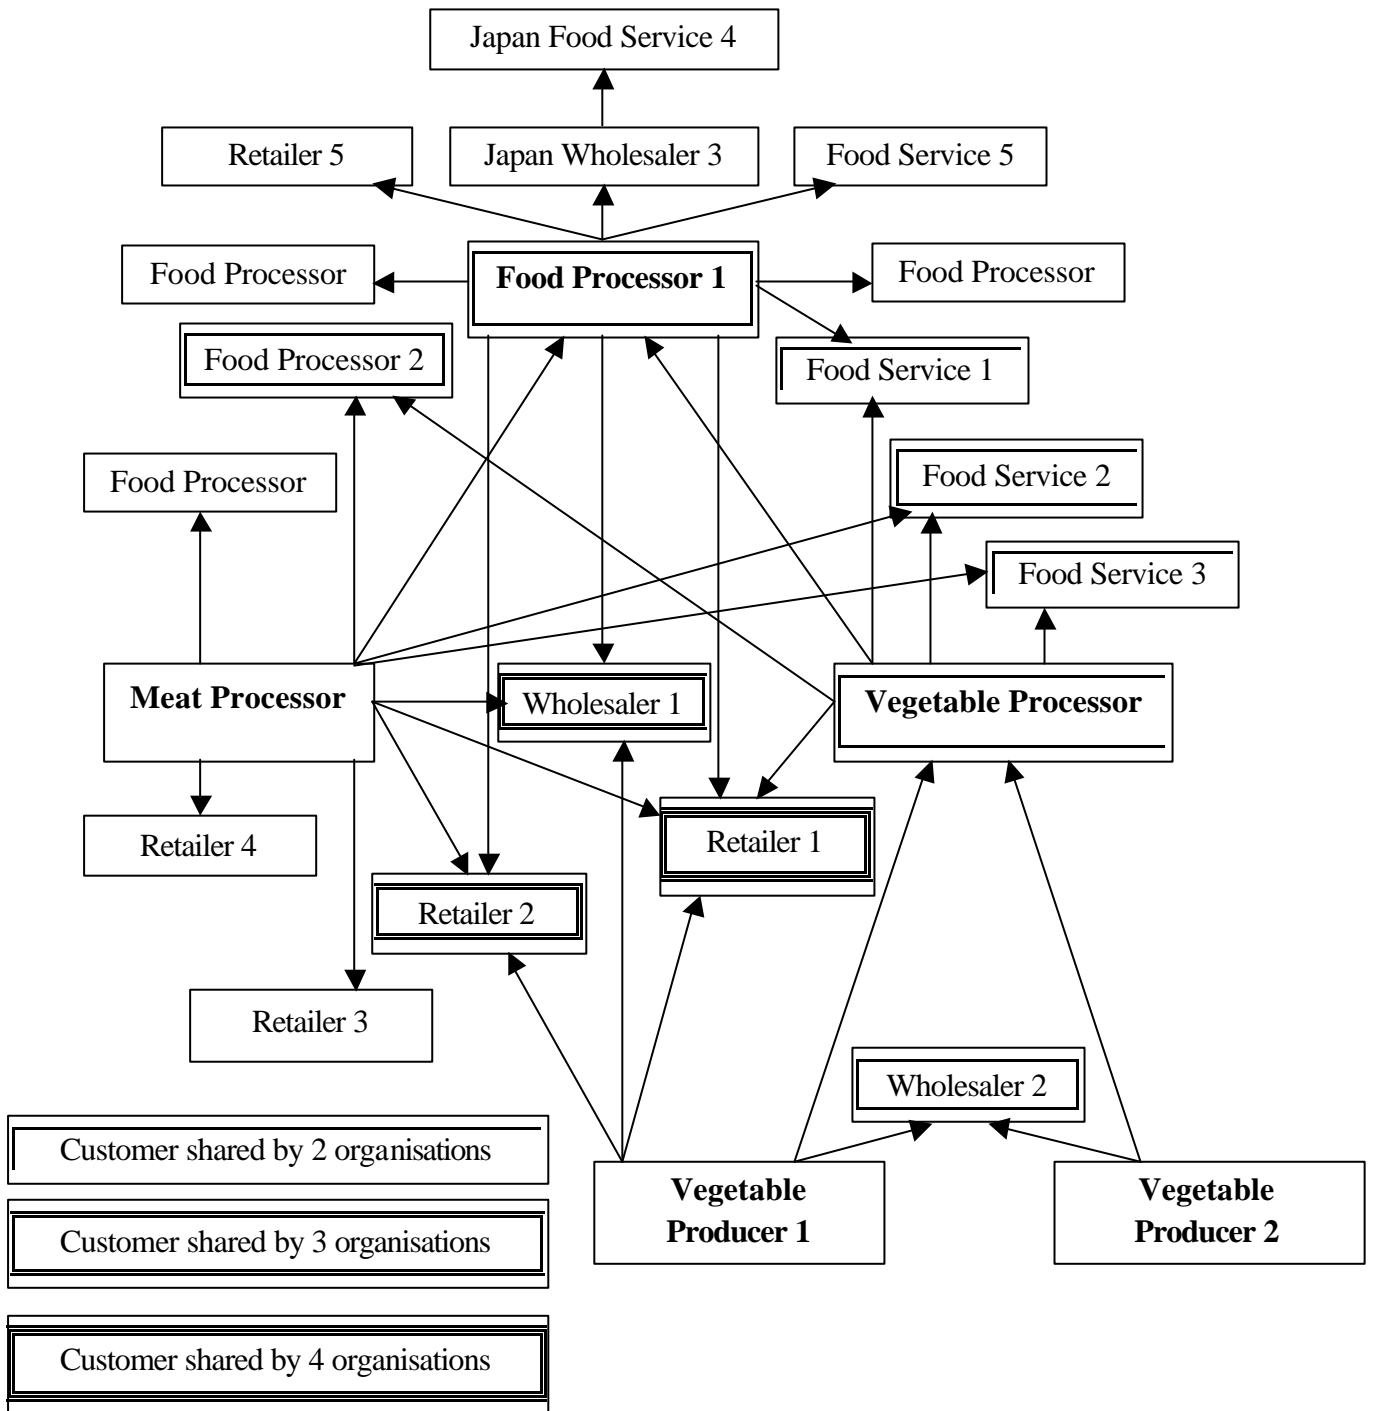 Japan Food Service 4
Retailer 5
Japan Wholesaler 3
Food Service 5
Food Processor
Food Processor 1
Food Processor
Food Processor 2
Food Service 1
Food Processor
Food Service 2
Food Service 3
Meat Processor
Wholesaler 1
Vegetable Processor
Retailer 4
Retailer 1
Retailer 2
Retailer 3
Wholesaler 2
Customer shared by 2 organisations
Customer shared by 3 organisations
Customer shared by 4 organisations
Vegetable
Producer 1
Vegetable
Producer 2